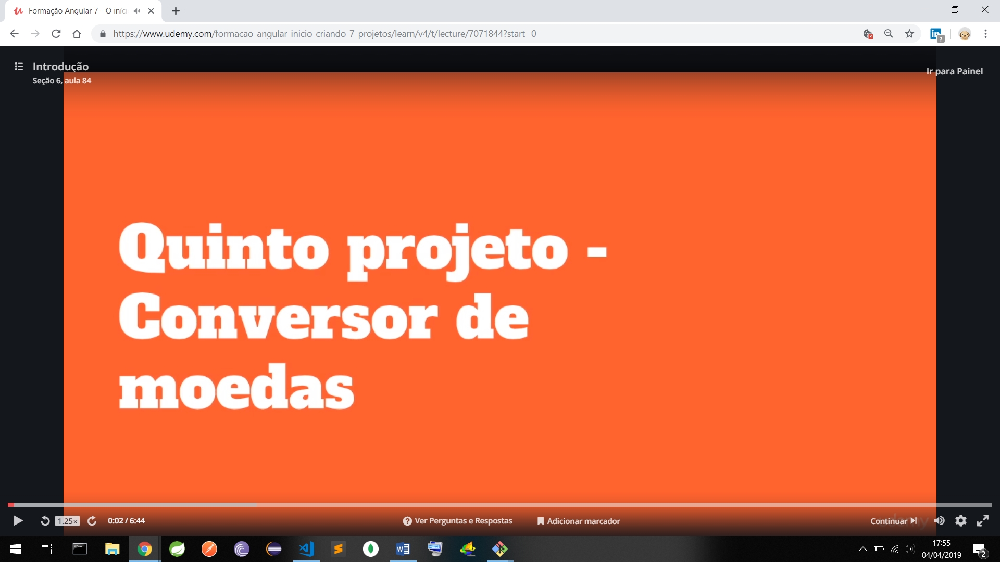 Formação Angular 7 - O iníci
https://www.udemy.com/formacao-angular-inicio-criando-7-projetos/learn/v4/t/lecture/7071844?start=0
Introdução
Seção 6, aula 84
Ir para Painel
Quinto projeto -
Conversor de
moedas
1.25×
0:02 / 6:44
Ver Perguntas e Respostas
Adicionar marcador
Continuar
17:55
04/04/2019
2